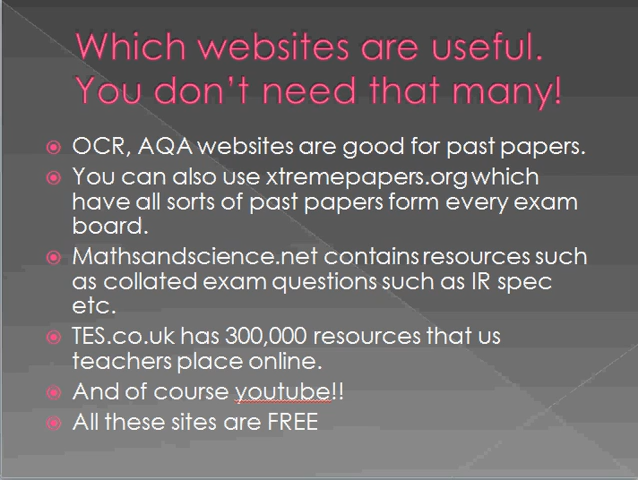 Which websites are useful.
You don't need that many!
OCR, AQA websites are good for past papers.
You can also use xtremepapers.org which
have all sorts of past papers form every exam
board.
Mathsandscience.net contains resources such
as collated exam questions such as IR spec
etc.
TES.co.uk has 300,000 resources that us
teachers place online.
And of course youtube!!
All these sites are FREE